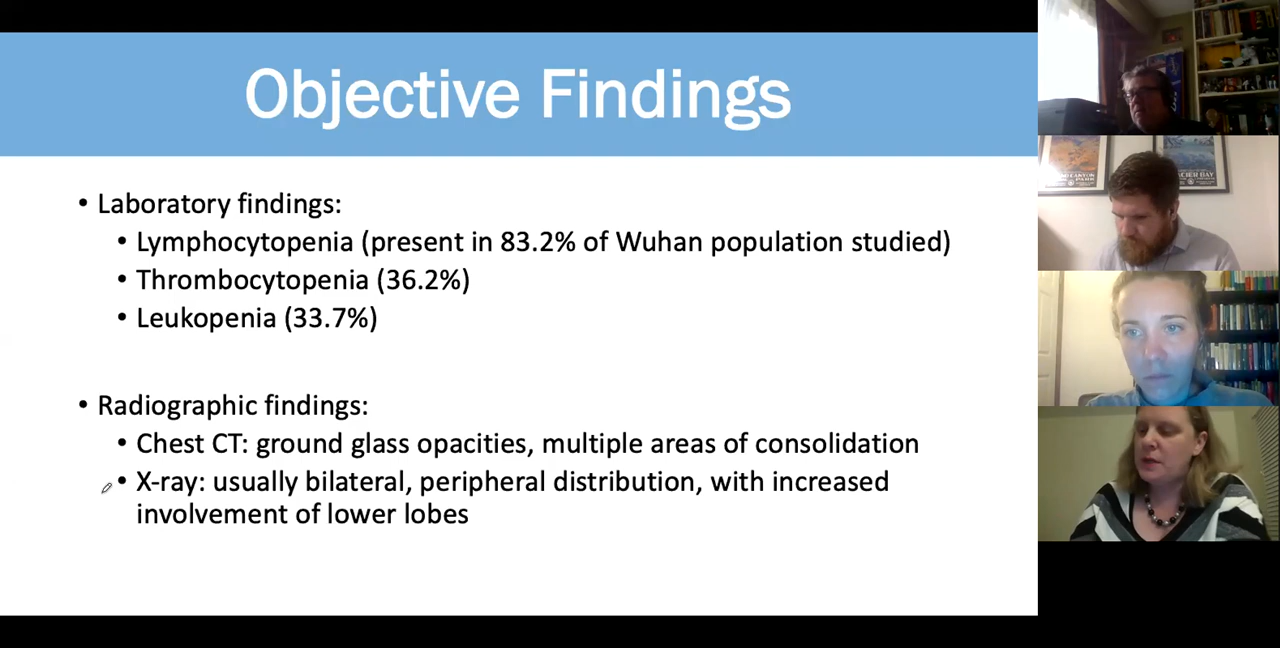 Objective Findings
• Laboratory findings:
• Lymphocytopenia (present in 83.2% of Wuhan population studied)
• Thrombocytopenia (36.2%)
• Leukopenia (33.7%)
• Radiographic findings:
• Chest CT: ground glass opacities, multiple areas of consolidation
• X-ray: usually bilateral, peripheral distribution, with increased
involvement of lower lobes